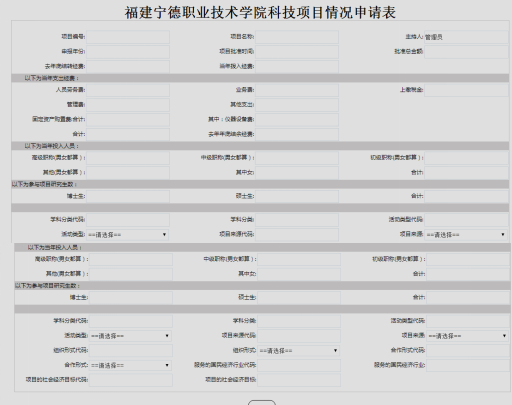 福建宁德职业技术学院科技项目情况申请表
项目编号: 项目名称: 主持人: 管理员
申报年份: 项目批准时间: 批准总金额:
去年底结转经费: 当年投入经费:
以下为当年支出经费:
人员劳务费: 业务费: 上缴税金:
管理费: 其他支出:
固定资产购置费:合计: 其中:仪器设备费:
合计: 去年年底结余经费:
以下为当年投入人员:
高级职称(男女都算): 中级职称(男女都算): 初级职称(男女都算):
其他(男女都算): 其中女: 合计:
以下为参与项目研究生数:
博士生: 硕士生: 合计:
学科分类代码: 学科分类: 活动类型代码:
活动类型: ==请选择== 项目来源代码: 项目来源: ==请选择==
以下为当年投入人员:
高级职称(男女都算): 中级职称(男女都算): 初级职称(男女都算):
其他(男女都算): 其中女: 合计:
以下为参与项目研究生数:
博士生: 硕士生: 合计:
学科分类代码: 学科分类: 活动类型代码:
活动类型: ==请选择== 项目来源代码: 项目来源: ==请选择==
组织形式代码: 组织形式: ==请选择== 合作形式代码:
合作形式: ==请选择== 服务的国民经济行业代码: 服务的国民经济行业:
项目的社会经济目标代码: 项目的社会经济目标: